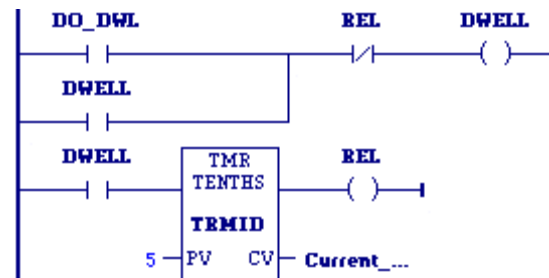 DO_DWL REL DWELL
DWELL
DWELL TMR REL
TENTHS
TRMID
5 PV CV Current_...